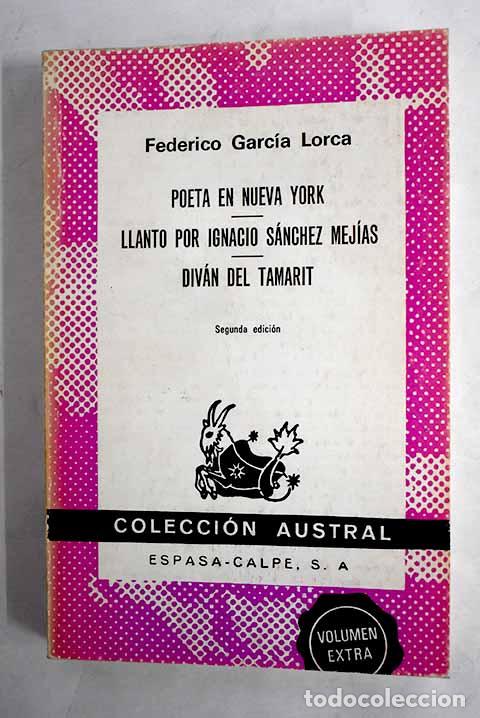 Federico García Lorca
POETA EN NUEVA YORK
LLANTO POR IGNACIO SÁNCHEZ MEJÍAS
DIVÁN DEL TAMARIT
Segunda edición
COLECCIÓN AUSTRAL
ESPASA-CALPE, S. A
VOLUMEN
EXTRA
todocoleccion